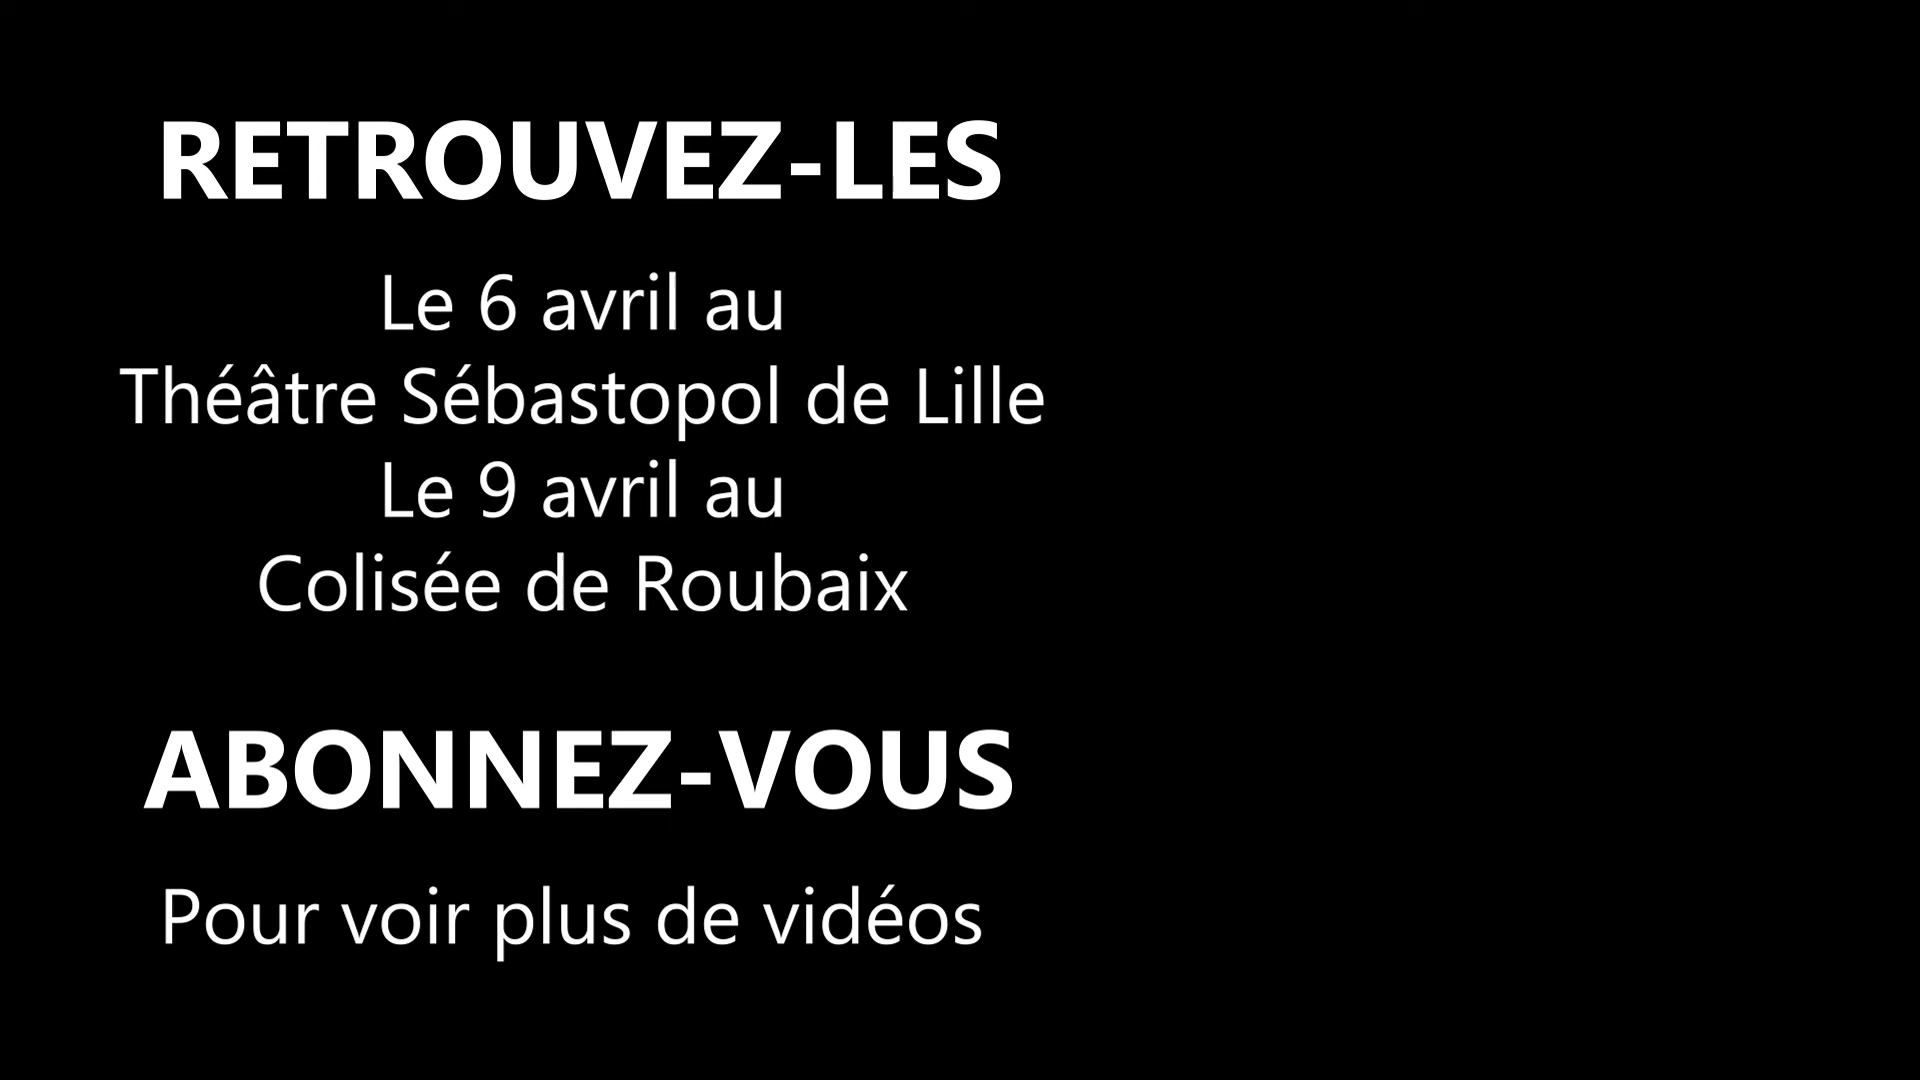 RETROUVEZ-LES
Le 6 avril au
Théâtre Sébastopol de Lille
Le 9 avril au
Colisée de Roubaix
ABONNEZ-VOUS
Pour voir plus de vidéos